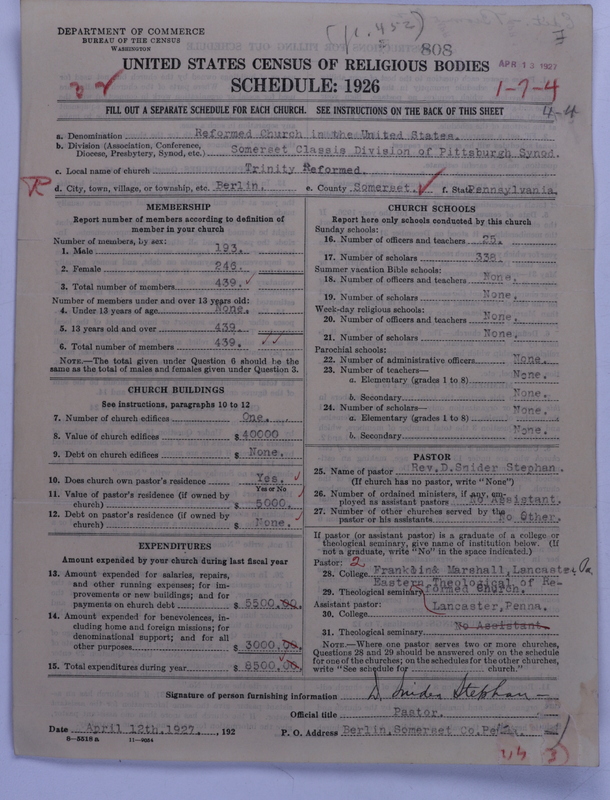 DEPARTMENT OF COMMERCE
BUREAU OF THE CENSUS
WASHINGTON
(p. 452)
808
APR 13 1927
UNITED STATES CENSUS OF RELIGIOUS BODIES
SCHEDULE: 1926
1-7-4
4-4
FILL OUT A SEPARATE SCHEDULE FOR EACH CHURCH. SEE INSTRUCTIONS ON THE BACK OF THIS SHEET
a. Denomination Reformed Church in the United States.
b. Division (Association, Conference, Diocese, Presbytery, Synod, etc.) Somerset Classis Division of Pittsburgh Synod.
c. Local name of church Trinity Reformed.
R d. City, town, village, or township, etc. Berlin. e. County Somerset. f. State Pennsylvania.
MEMBERSHIP
Report number of members according to definition of
member in your church
Number of members, by sex:
1. Male 193.
2. Female 246.
3. Total number of members 439.
Number of members under and over 13 years old:
4. Under 13 years of age None.
5. 13 years old and over 439.
6. Total number of members 439.
NOTE.—The total given under Question 6 should be the
same as the total of males and females given under Question 3.
CHURCH BUILDINGS
See instructions, paragraphs 10 to 12
7. Number of church edifices One.
8. Value of church edifices $ 40000
9. Debt on church edifices $ None.
10. Does church own pastor's residence Yes.
Yes or No
11. Value of pastor's residence (if owned by
church) $ 5000.
12. Debt on pastor's residence (if owned by
church) $ None.
EXPENDITURES
Amount expended by your church during last fiscal year
13. Amount expended for salaries, repairs,
and other running expenses; for im-
provements or new buildings; and for
payments on church debt $ 5500.00.
14. Amount expended for benevolences, in-
cluding home and foreign missions; for
denominational support; and for all
other purposes $ 3000.00.
15. Total expenditures during year $ 8500.00
CHURCH SCHOOLS
Report here only schools conducted by this church
Sunday schools:
16. Number of officers and teachers 25.
17. Number of scholars 338.
Summer vacation Bible schools:
18. Number of officers and teachers None.
19. Number of scholars None.
Week-day religious schools:
20. Number of officers and teachers None.
21. Number of scholars None.
Parochial schools:
22. Number of administrative officers None.
23. Number of teachers—
a. Elementary (grades 1 to 8) None.
b. Secondary None.
24. Number of scholars—
a. Elementary (grades 1 to 8) None.
b. Secondary None.
PASTOR
25. Name of pastor Rev.D.Snider Stephan.
(If church has no pastor, write "None")
26. Number of ordained ministers, if any, em-
ployed as assistant pastors No Assistant.
27. Number of other churches served by the
pastor or his assistants No Other.
If pastor (or assistant pastor) is a graduate of a college or
theological seminary, give name of institution below. (If
not a graduate, write "No" in the space indicated.)
Pastor: 2
28. College Franklin& Marshall, Lancaster, Pa
Eastern Theological of Re-
29. Theological seminary formed Church.
Assistant pastor: Lancaster, Penna.
30. College
31. Theological seminary No Assistant
NOTE.—Where one pastor serves two or more churches,
Questions 28 and 29 should be answered only on the schedule
for one of the churches; on the schedules for the other churches,
write "See schedule for church."
Signature of person furnishing information D. Snider Stephan
Official title Pastor.
Date April 12th.1927. , 192 P. O. Address Berlin, Somerset Co.
6—5518 a 11—9064